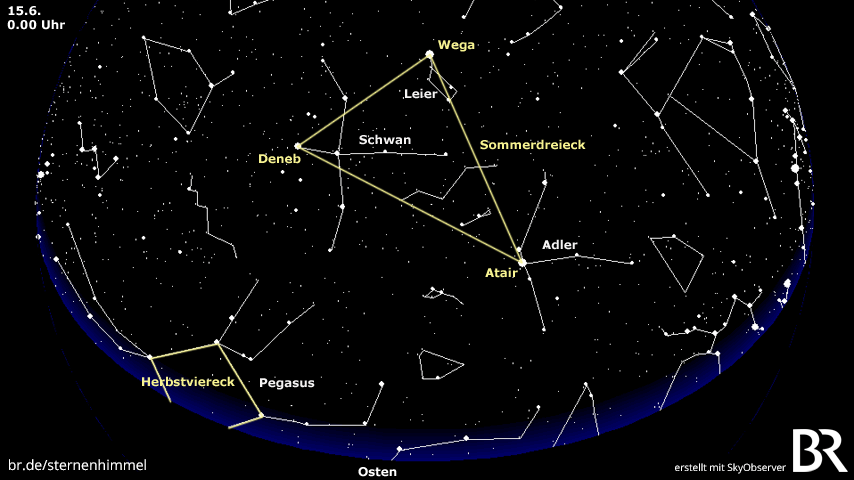 15.6.
0.00 Uhr
Wega
Leier
Schwan
Sommerdreieck
Deneb
Adler
Atair
Herbstviereck
Pegasus
br.de/sternenhimmel
Osten
erstellt mit SkyObserver
BR